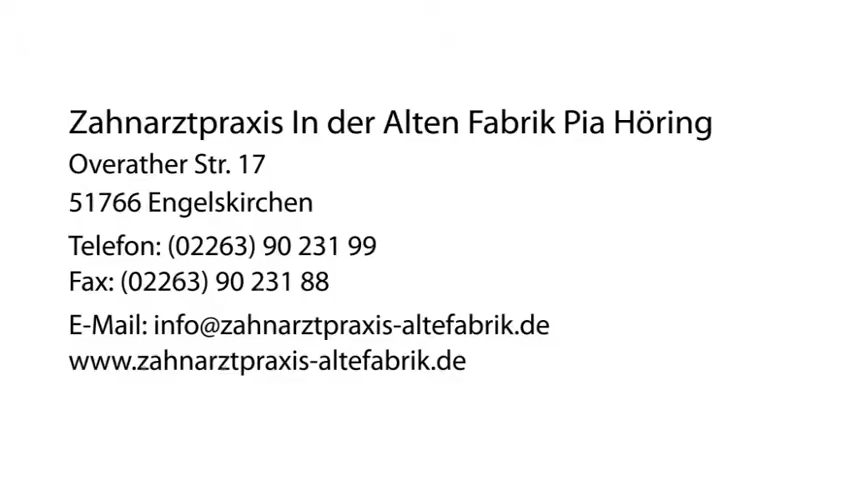 Zahnarztpraxis In der Alten Fabrik Pia Höring
Overather Str. 17
51766 Engelskirchen
Telefon: (02263) 90 231 99
Fax: (02263) 90 231 88
E-Mail: info@zahnarztpraxis-altefabrik.de
www.zahnarztpraxis-altefabrik.de